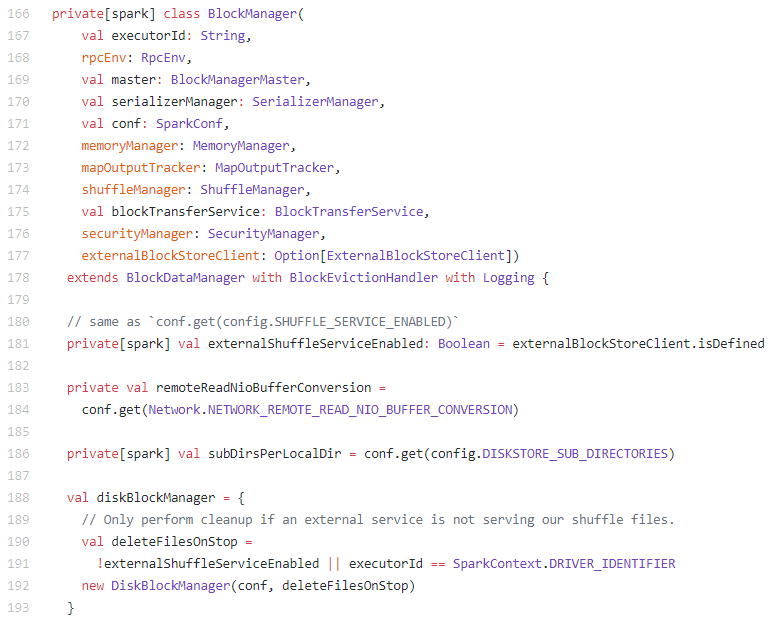 166 private[spark] class BlockManager(
167     val executorId: String,
168     rpcEnv: RpcEnv,
169     val master: BlockManagerMaster,
170     val serializerManager: SerializerManager,
171     val conf: SparkConf,
172     memoryManager: MemoryManager,
173     mapOutputTracker: MapOutputTracker,
174     shuffleManager: ShuffleManager,
175     val blockTransferService: BlockTransferService,
176     securityManager: SecurityManager,
177     externalBlockStoreClient: Option[ExternalBlockStoreClient])
178   extends BlockDataManager with BlockEvictionHandler with Logging {
179
180   // same as `conf.get(config.SHUFFLE_SERVICE_ENABLED)`
181   private[spark] val externalShuffleServiceEnabled: Boolean = externalBlockStoreClient.isDefined
182
183   private val remoteReadNioBufferConversion =
184     conf.get(Network.NETWORK_REMOTE_READ_NIO_BUFFER_CONVERSION)
185
186   private[spark] val subDirsPerLocalDir = conf.get(config.DISKSTORE_SUB_DIRECTORIES)
187
188   val diskBlockManager = {
189     // Only perform cleanup if an external service is not serving our shuffle files.
190     val deleteFilesOnStop =
191       !externalShuffleServiceEnabled || executorId == SparkContext.DRIVER_IDENTIFIER
192     new DiskBlockManager(conf, deleteFilesOnStop)
193   }